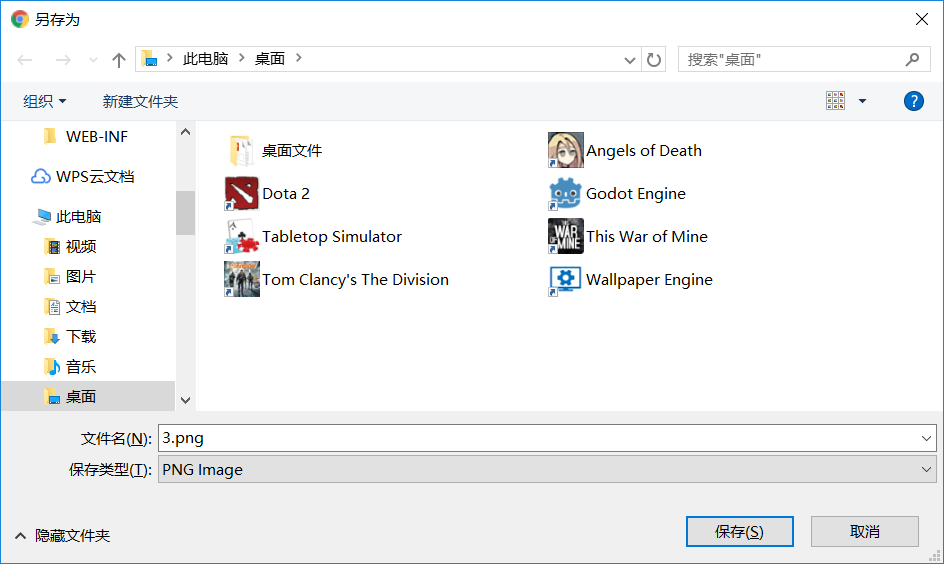 另存为
此电脑
桌面
搜索"桌面"
组织
新建文件夹
WEB-INF
WPS云文档
此电脑
视频
图片
文档
下载
音乐
桌面
桌面文件
Angels of Death
Dota 2
Godot Engine
Tabletop Simulator
THE WAR OF MINE
This War of Mine
Tom Clancy's The Division
Wallpaper Engine
文件名(N):
3.png
保存类型(T):
PNG Image
隐藏文件夹
保存(S)
取消